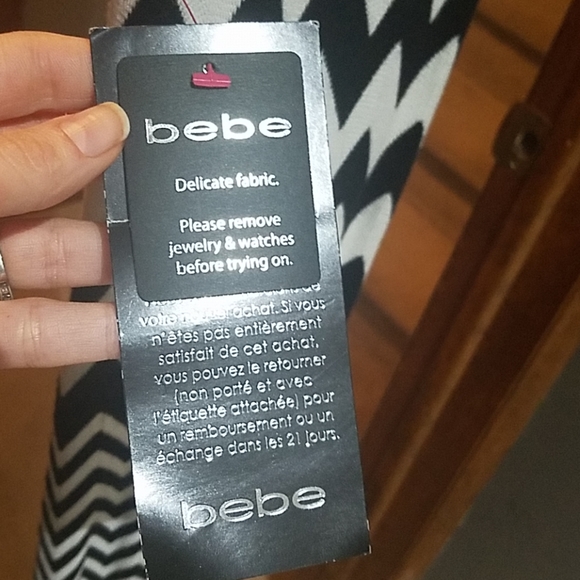 bebe
Delicate fabric.
Please remove
jewelry & watches
before trying on.
achat. Si vous
n'êtes pas entièrement
satisfait de cet achat,
vous pouvez le retourner
(non porté et avec
l'étiquette attachée) pour
un remboursement ou un
échange dans les 21 jours.
bebe